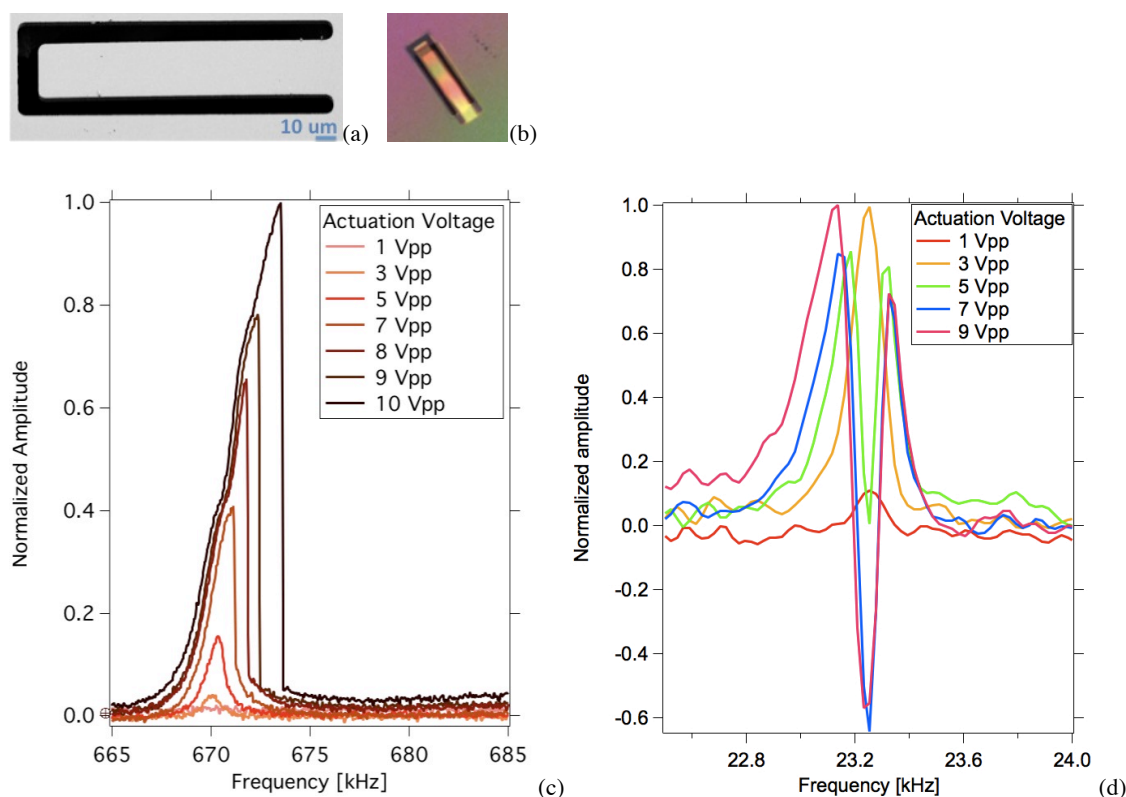 10 um
(a)
(b)
Normalized Amplitude
1.0
0.8
0.6
0.4
0.2
0.0
Actuation Voltage
1 Vpp
3 Vpp
5 Vpp
7 Vpp
8 Vpp
9 Vpp
10 Vpp
665
670
675
680
685
Frequency [kHz]
(c)
Normalized amplitude
1.0
0.8
0.6
0.4
0.2
0.0
-0.2
-0.4
-0.6
Actuation Voltage
1 Vpp
3 Vpp
5 Vpp
7 Vpp
9 Vpp
22.8
23.2
23.6
24.0
Frequency [kHz]
(d)